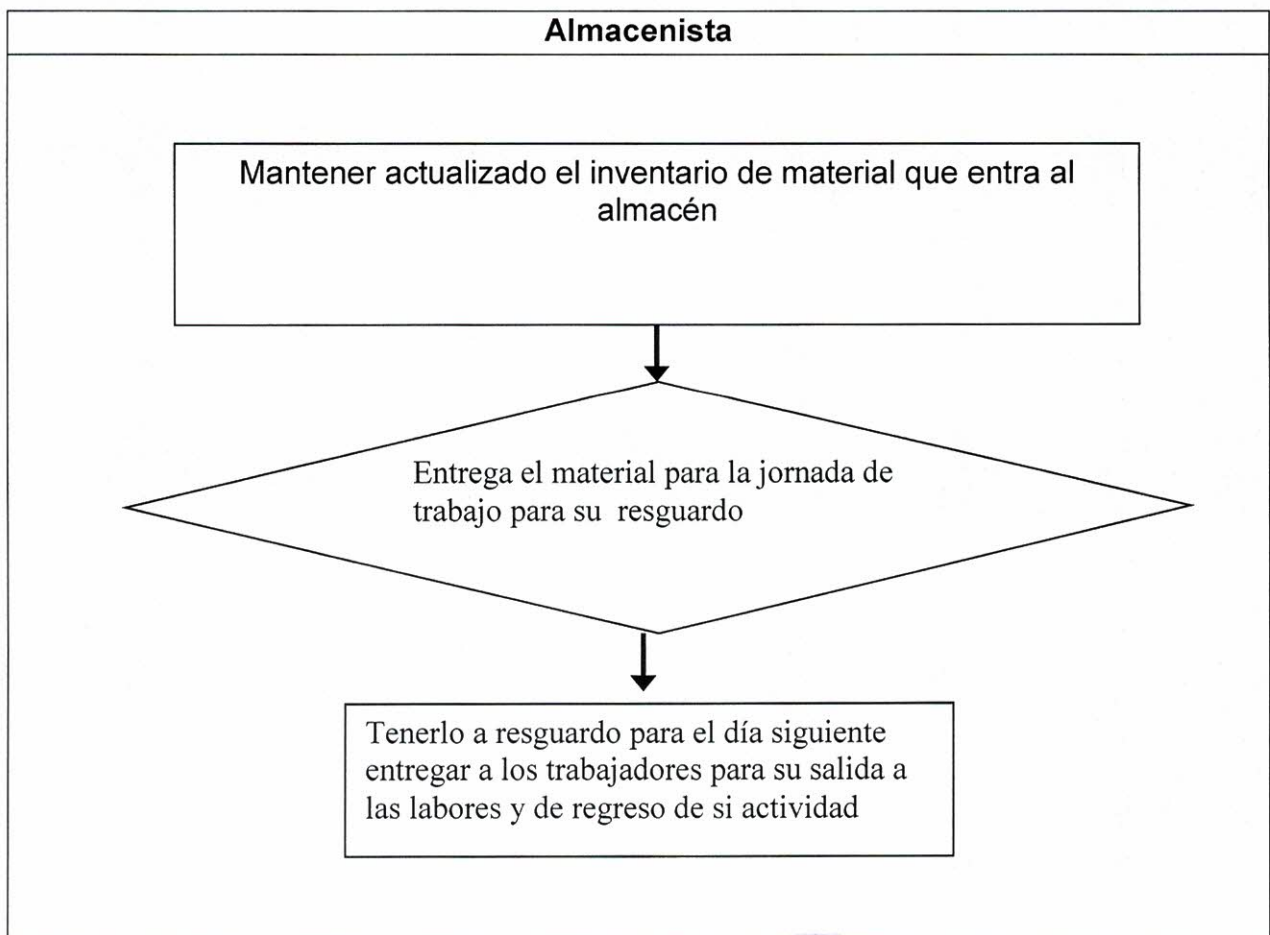 Almacenista
Mantener actualizado el inventario de material que entra al
almacén
Entrega el material para la jornada de
trabajo para su resguardo
Tenerlo a resguardo para el día siguiente
entregar a los trabajadores para su salida a
las labores y de regreso de si actividad